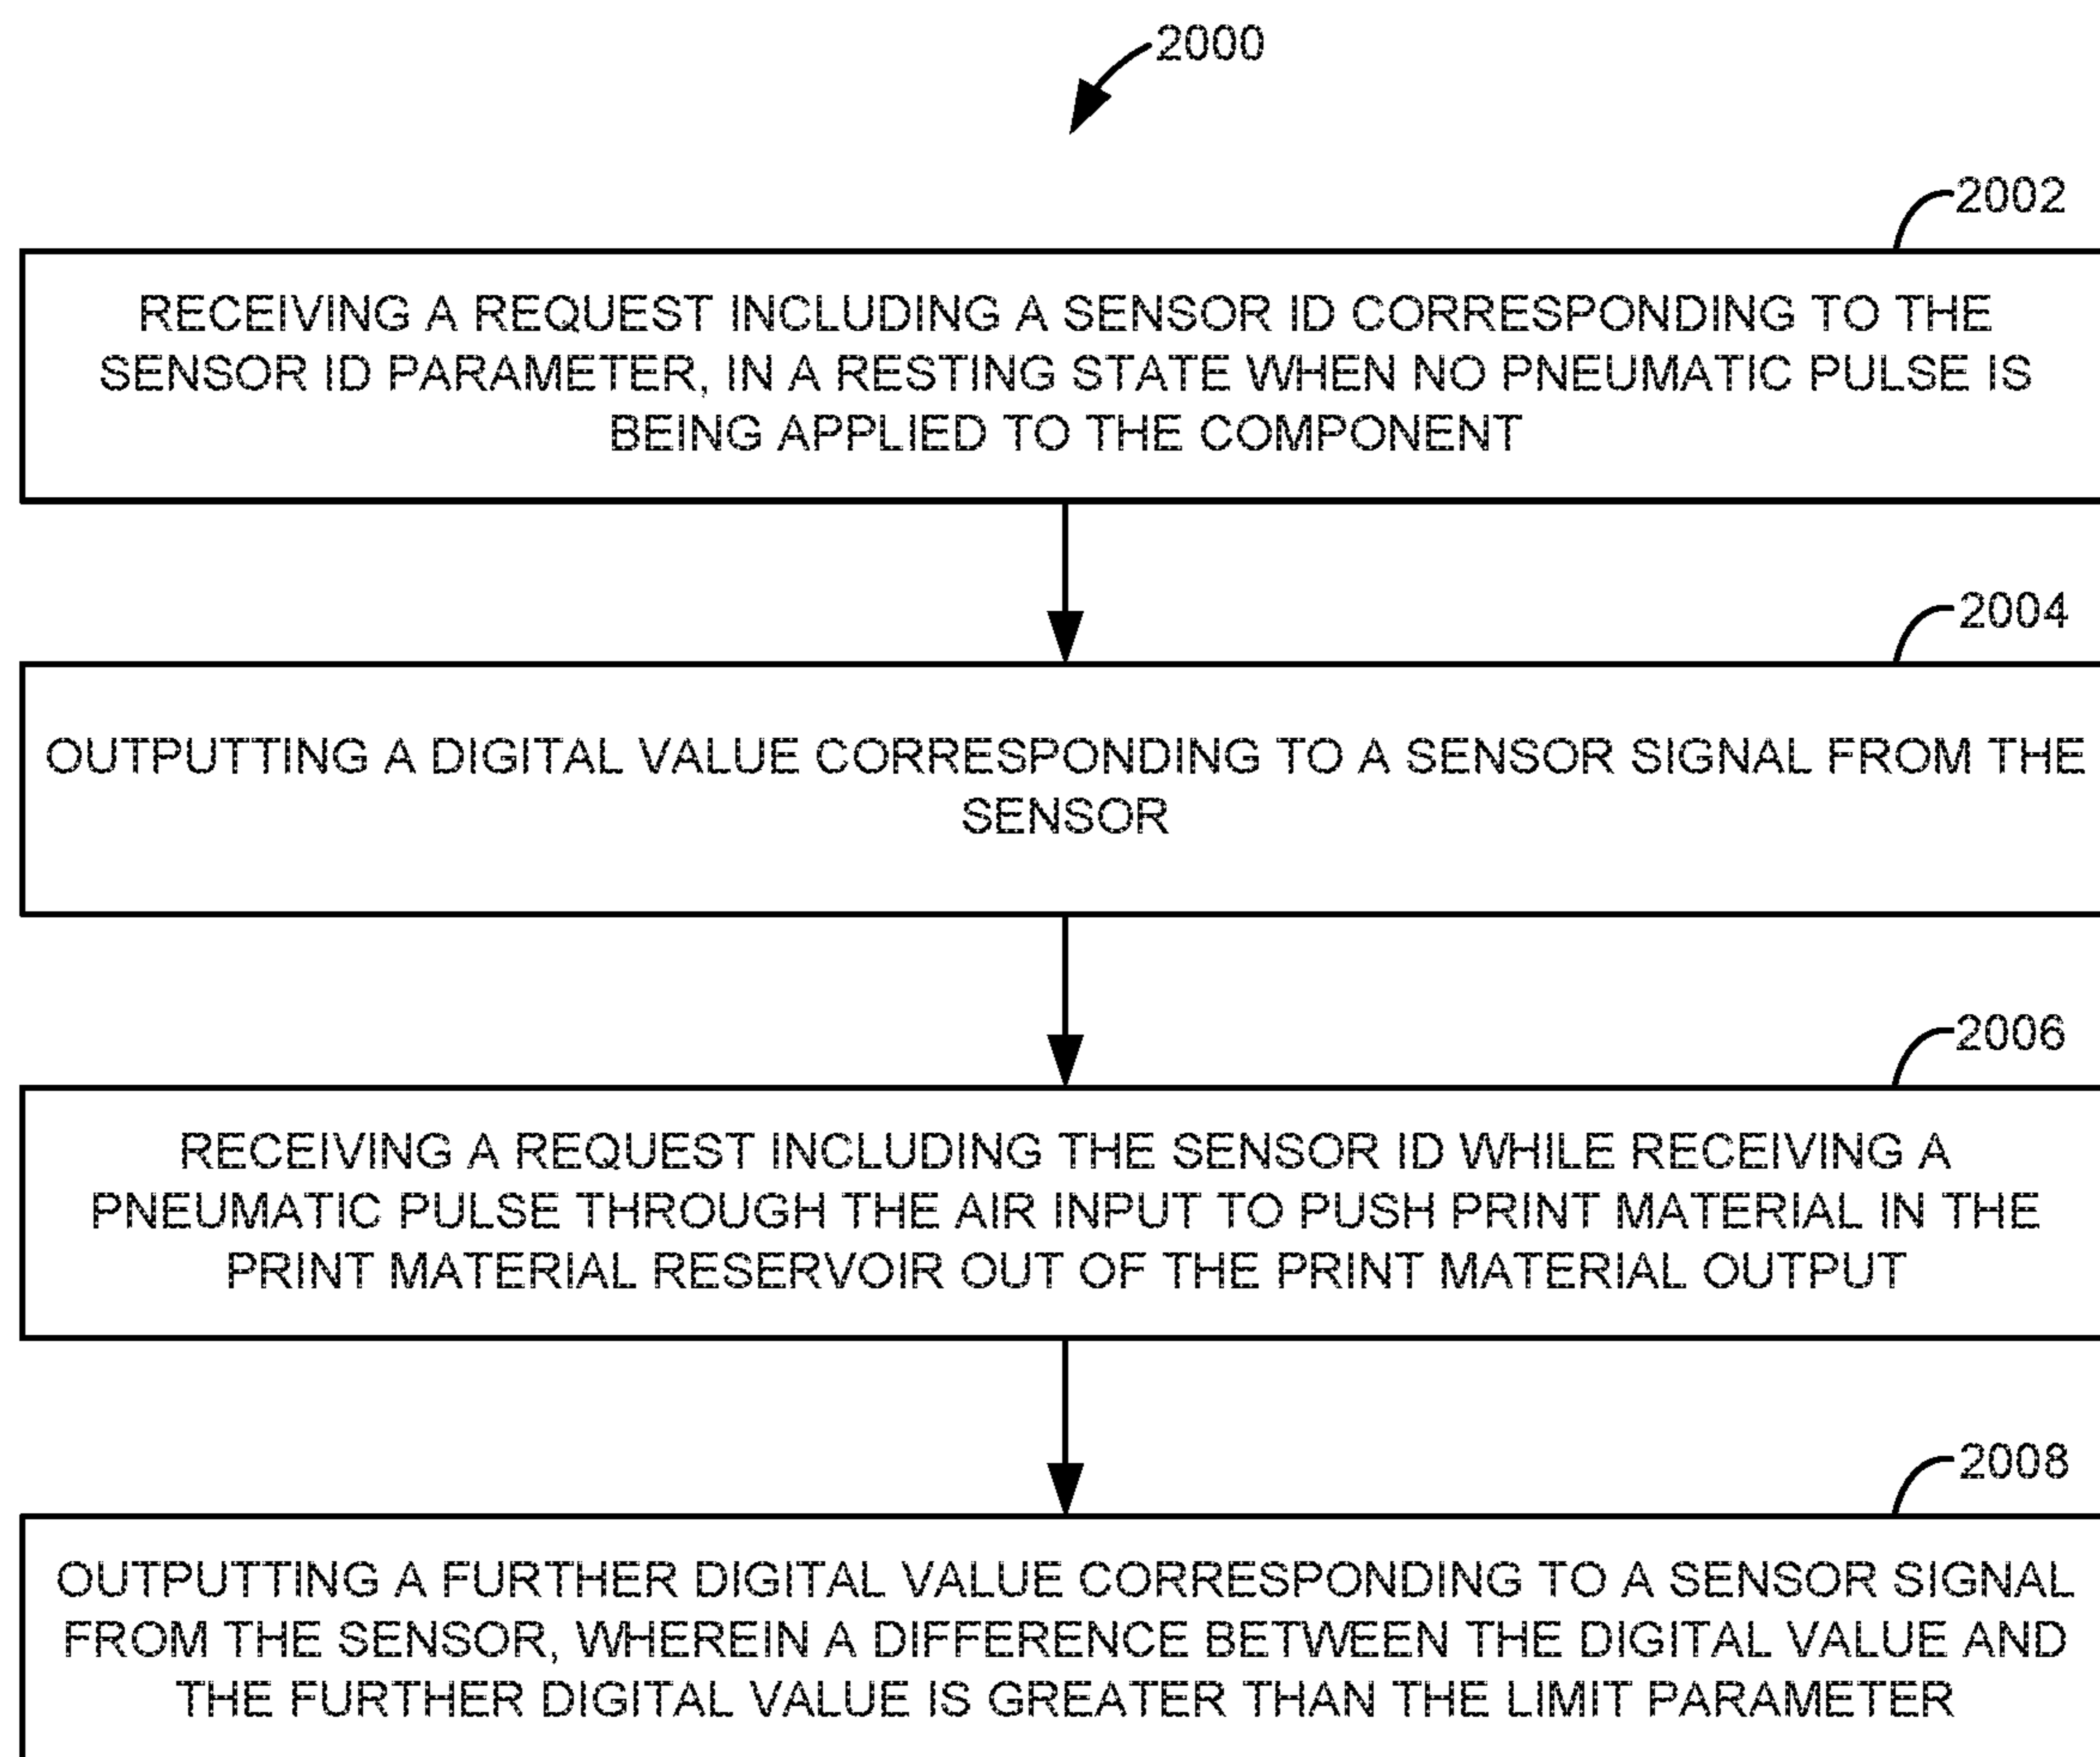 2000
2002
RECEIVING A REQUEST INCLUDING A SENSOR ID CORRESPONDING TO THE
SENSOR ID PARAMETER, IN A RESTING STATE WHEN NO PNEUMATIC PULSE IS
BEING APPLIED TO THE COMPONENT
2004
OUTPUTTING A DIGITAL VALUE CORRESPONDING TO A SENSOR SIGNAL FROM THE
SENSOR
2006
RECEIVING A REQUEST INCLUDING THE SENSOR ID WHILE RECEIVING A
PNEUMATIC PULSE THROUGH THE AIR INPUT TO PUSH PRINT MATERIAL IN THE
PRINT MATERIAL RESERVOIR OUT OF THE PRINT MATERIAL OUTPUT
2008
OUTPUTTING A FURTHER DIGITAL VALUE CORRESPONDING TO A SENSOR SIGNAL
FROM THE SENSOR, WHEREIN A DIFFERENCE BETWEEN THE DIGITAL VALUE AND
THE FURTHER DIGITAL VALUE IS GREATER THAN THE LIMIT PARAMETER